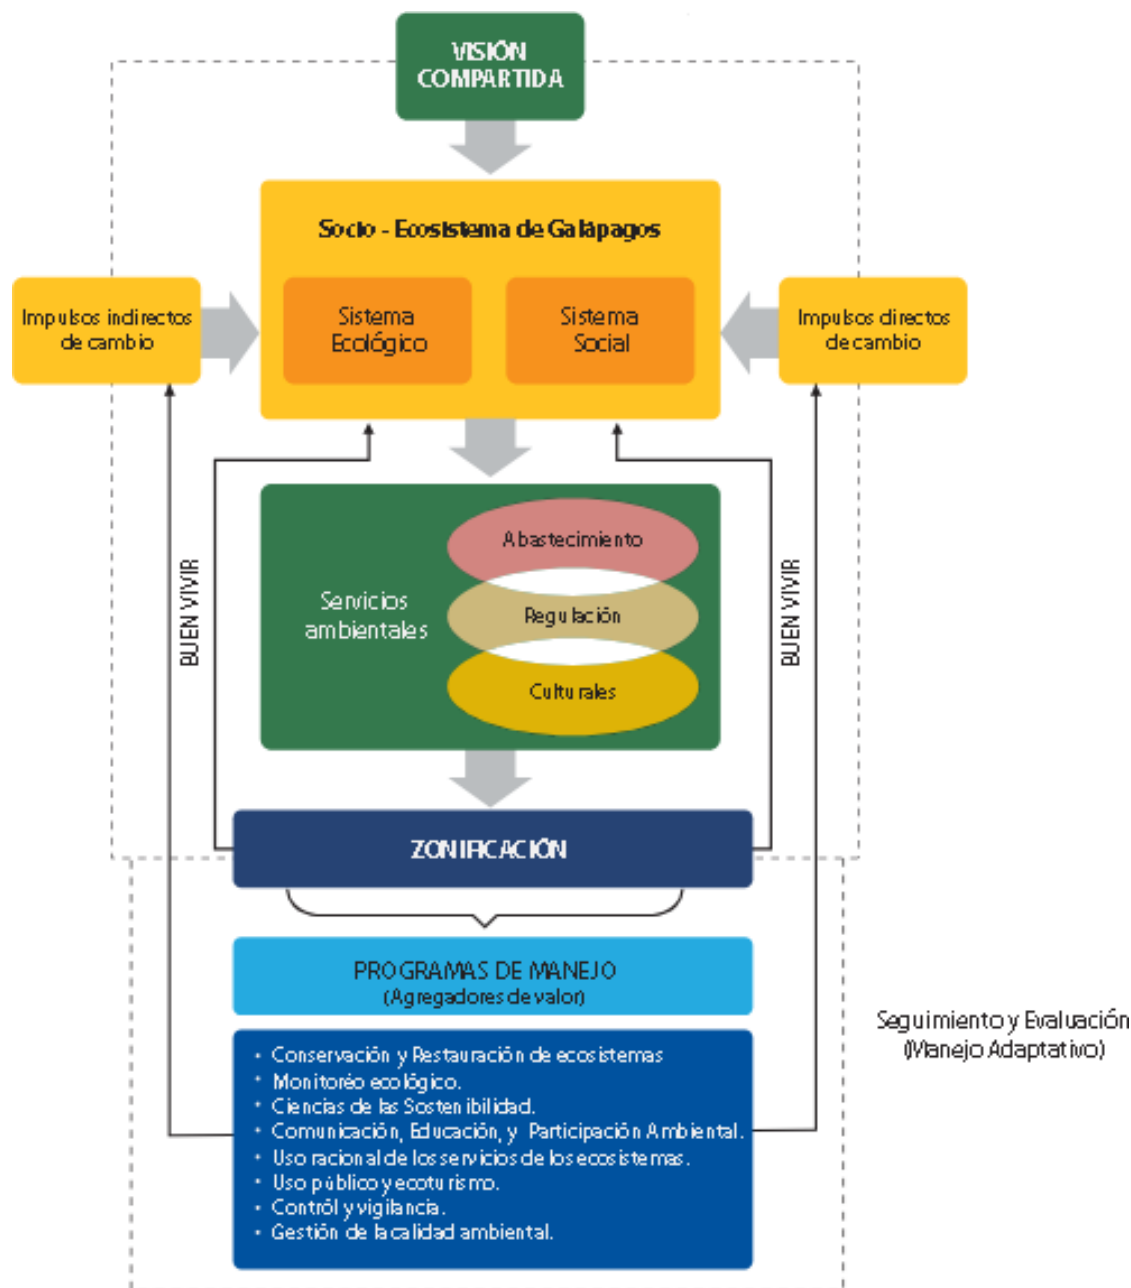 VISIÓN
COMPARTIDA
Socio - Ecosistema de Galápagos
Impulsos indirectos
de cambio
Sistema
Ecológico
Sistema
Social
Impulsos directos
de cambio
BUEN VIVIR
Servicios
ambientales
Abastecimiento
Regulación
Culturales
BUEN VIVIR
ZONIFICACIÓN
PROGRAMAS DE MANEJO
(Agregadores de valor)
Seguimiento y Evaluación
(Manejo Adaptativo)
• Conservación y Restauración de ecosistemas
• Monitoréo ecológico.
• Ciencias de las Sostenibilidad.
• Comunicación, Educación, y Participación Ambiental.
• Uso racional de los servicios de los ecosistemas.
• Uso público y ecoturismo.
• Contról y vigilancia.
• Gestión de la calidad ambiental.